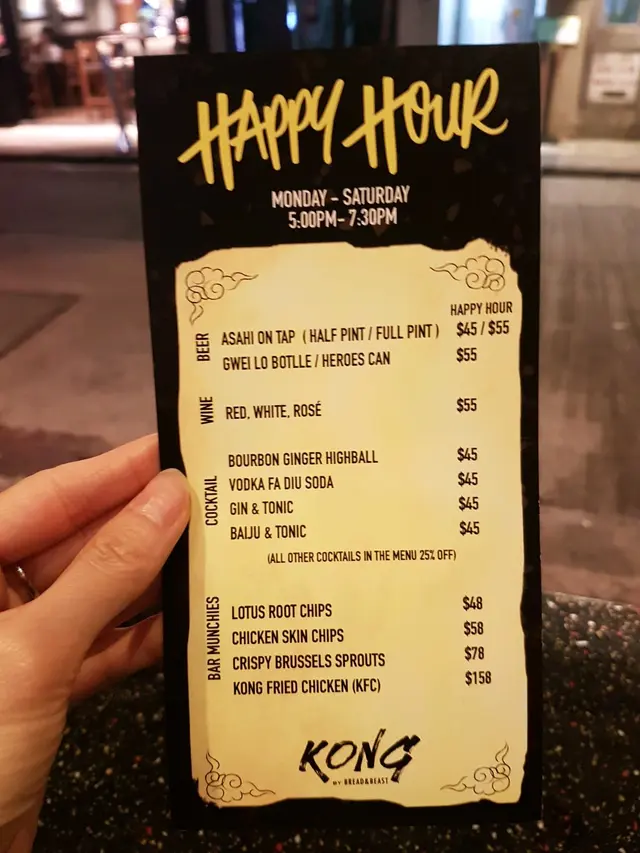 HAPPY HOUR
MONDAY - SATURDAY
5:00PM- 7:30PM
HAPPY HOUR
BEER
ASAHI ON TAP ( HALF PINT / FULL PINT ) $45 / $55
GWEI LO BOTLLE / HEROES CAN $55
WINE
RED, WHITE, ROSÉ $55
COCKTAIL
BOURBON GINGER HIGHBALL $45
VODKA FA DIU SODA $45
GIN & TONIC $45
BAIJU & TONIC $45
(ALL OTHER COCKTAILS IN THE MENU 25% OFF)
BAR MUNCHIES
LOTUS ROOT CHIPS $48
CHICKEN SKIN CHIPS $58
CRISPY BRUSSELS SPROUTS $78
KONG FRIED CHICKEN (KFC) $158
KONG
BY BREAD&BEAST